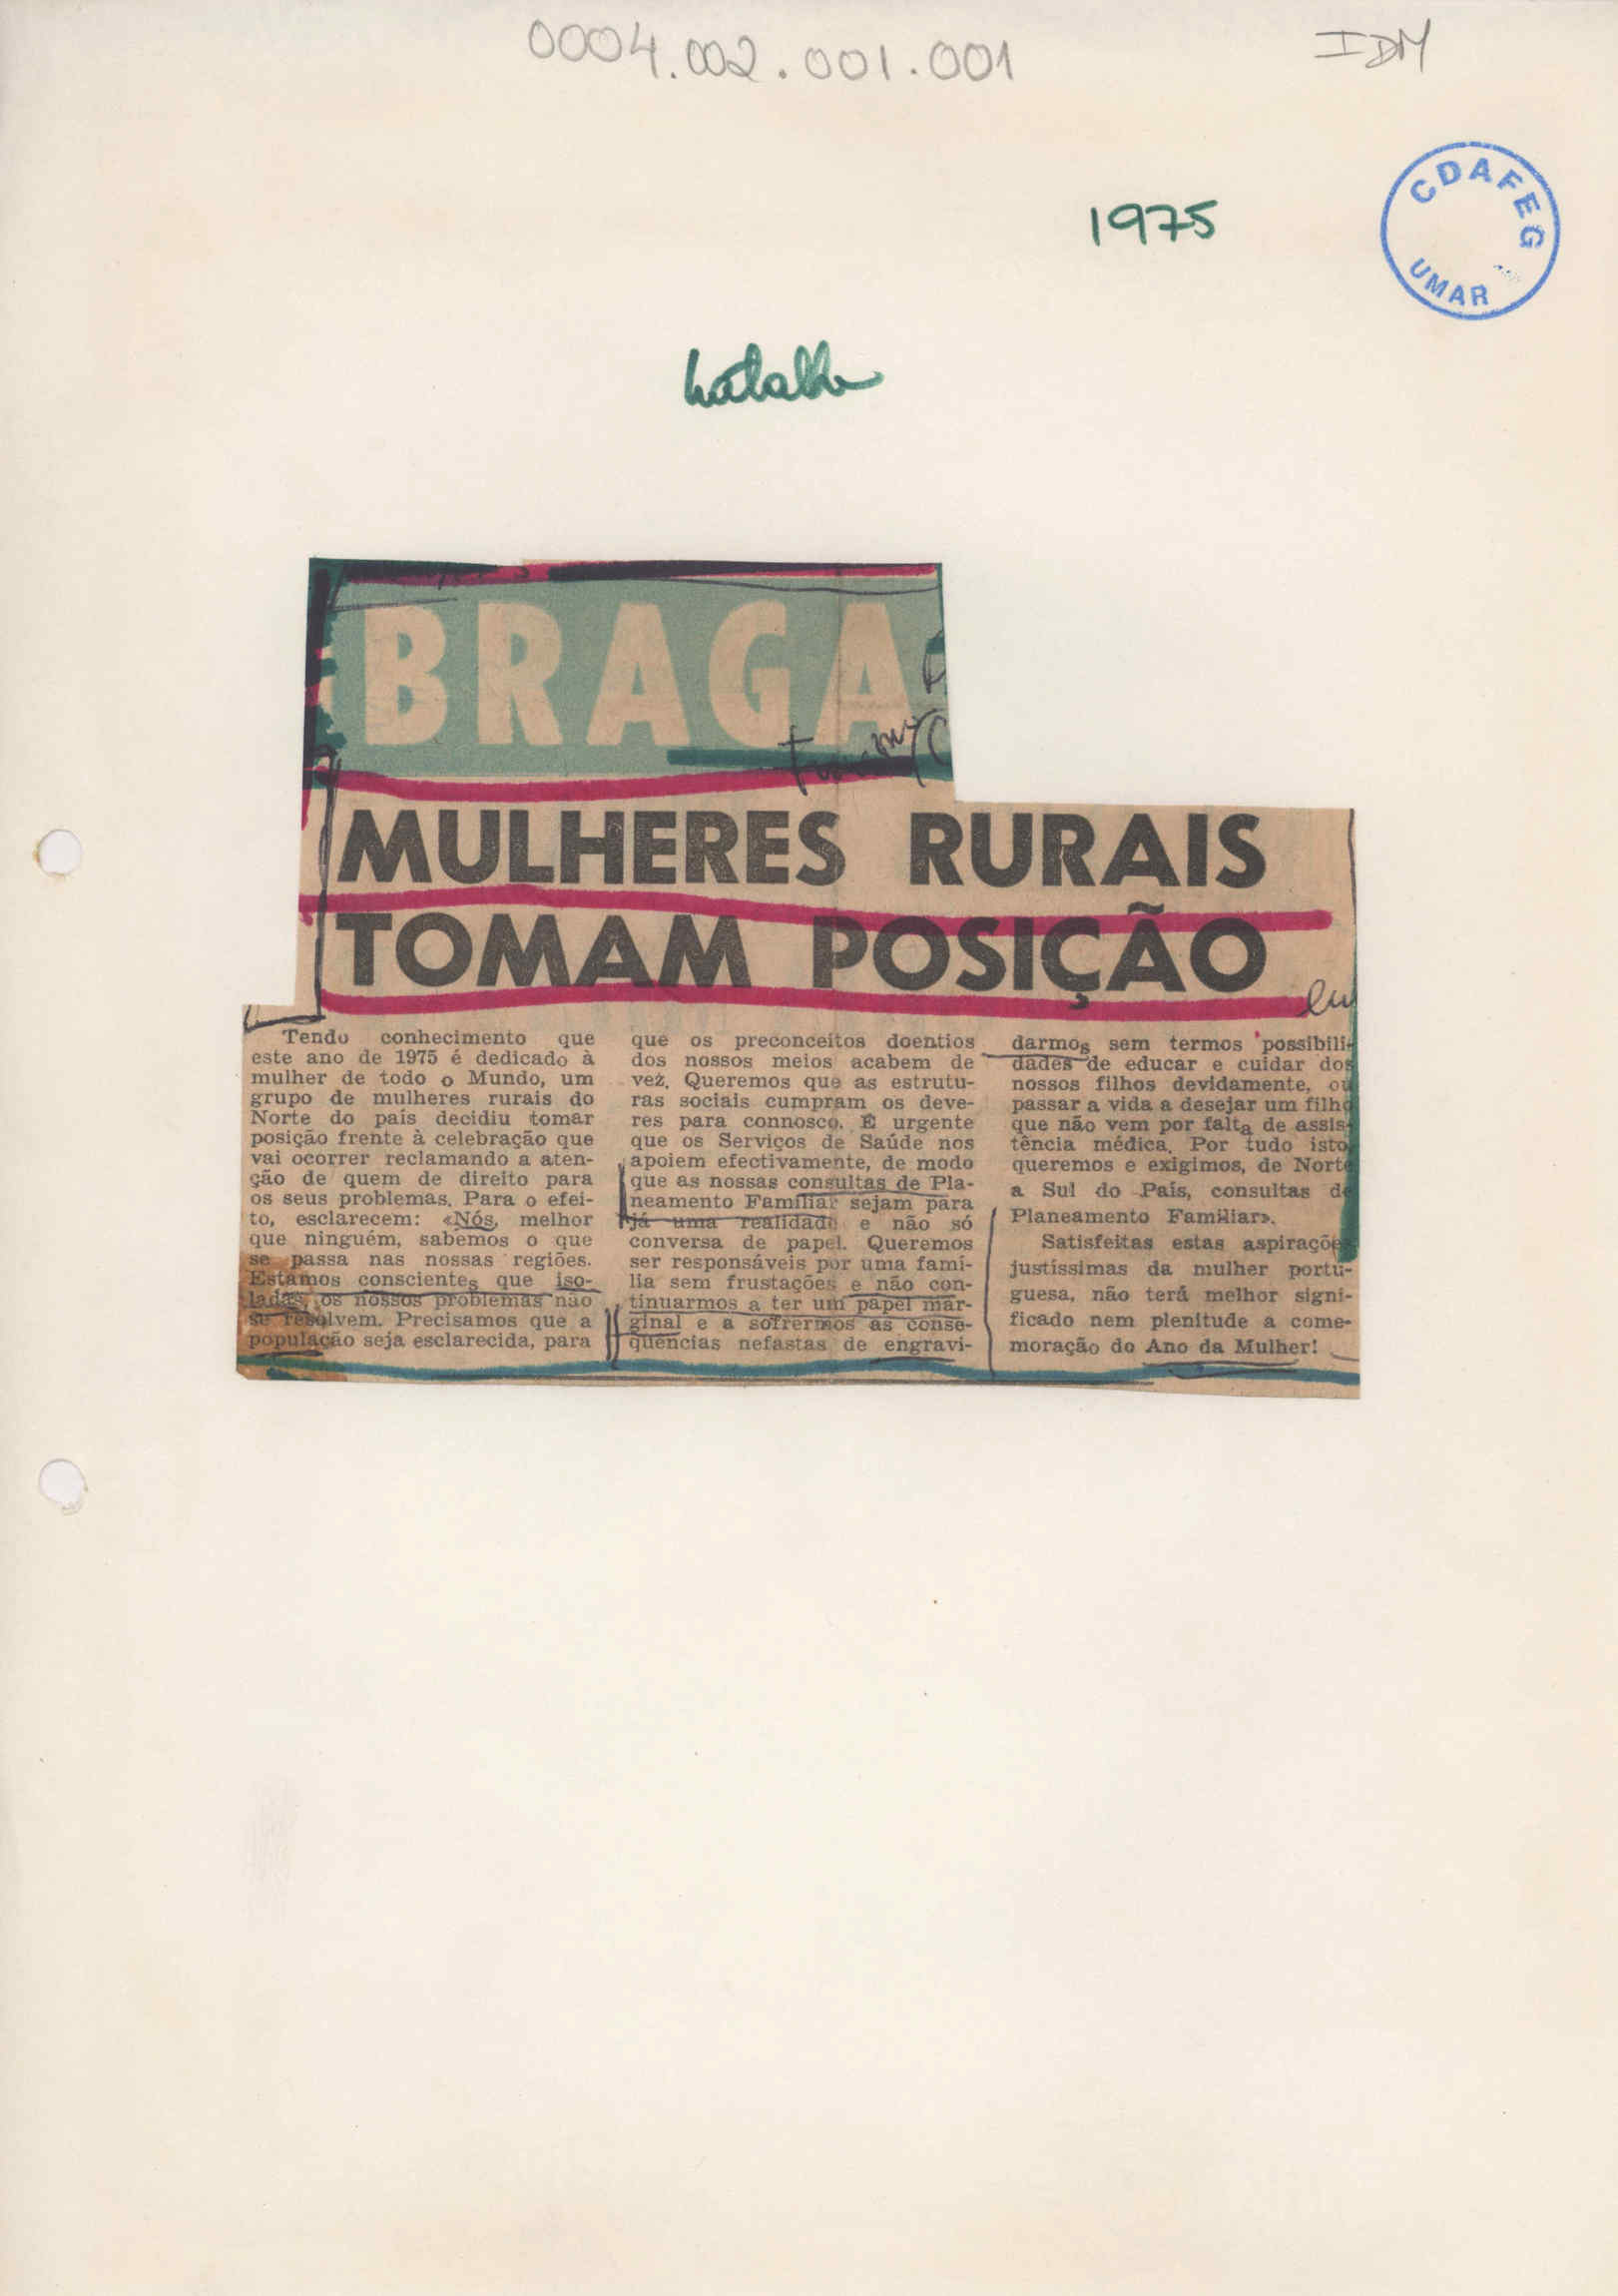 0004.002.001.001
IDM
1975
CDAFEG
UMAR
BRAGA
MULHERES RURAIS
TOMAM POSIÇÃO
Tendo conhecimento que
este ano de 1975 é dedicado à
mulher de todo o Mundo, um
grupo de mulheres rurais do
Norte do país decidiu tomar
posição frente à celebração que
vai ocorrer reclamando a aten-
ção de quem de direito para
os seus problemas. Para o efei-
to, esclarecem: «Nós, melhor
que ninguém, sabemos o que
se passa nas nossas regiões.
Estamos conscientes que iso-
ladas, os nossos problemas não
se resolvem. Precisamos que a
população seja esclarecida, para
que os preconceitos doentios
dos nossos meios acabem de
vez. Queremos que as estrutu-
ras sociais cumpram os deve-
res para connosco. É urgente
que os Serviços de Saúde nos
apoiem efectivamente, de modo
que as nossas consultas de Pla-
neamento Familiar sejam para
já uma realidade e não só
conversa de papel. Queremos
ser responsáveis por uma famí-
lia sem frustações e não con-
tinuarmos a ter um papel mar-
ginal e a sofrermos as conse-
quências nefastas de engravi-
darmos sem termos possibili-
dades de educar e cuidar dos
nossos filhos devidamente, ou
passar a vida a desejar um filho
que não vem por falta de assis-
tência médica. Por tudo isto
queremos e exigimos, de Norte
a Sul do País, consultas de
Planeamento Familiar».
Satisfeitas estas aspirações
justíssimas da mulher portu-
guesa, não terá melhor signi-
ficado nem plenitude a come-
moração do Ano da Mulher!